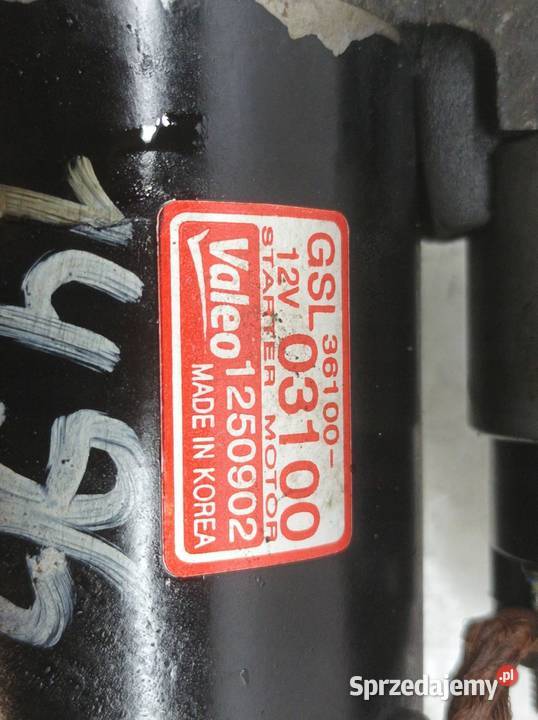 GSL 36100-
12V 03100
STARTER MOTOR
Valeo 1250902
MADE IN KOREA
Sprzedajemy.pl